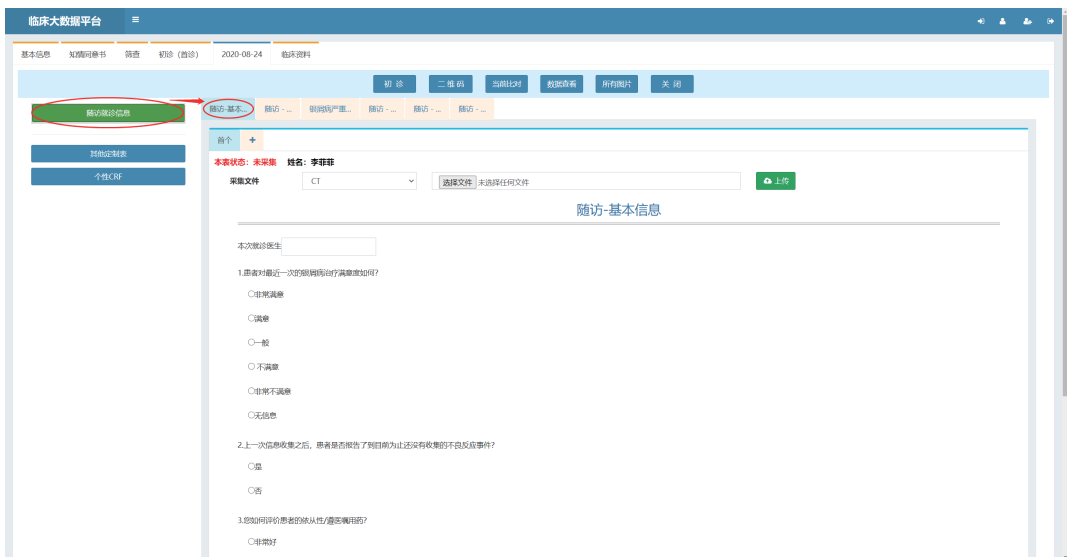 临床大数据平台
基本信息 知情同意书 筛查 初诊（首诊） 2020-08-24 临床资料
初 诊 二维码 当前比对 数据查看 所有图片 关 闭
随访就诊信息
随访-基本... 随访 - ... 银屑病严重... 随访 - ... 随访 - ... 随访 - ...
其他定制表
个性CRF
首个 +
本表状态：未采集 姓名：李菲菲
采集文件 CT 选择文件 未选择任何文件 上传
随访-基本信息
本次就诊医生
1.患者对最近一次的银屑病治疗满意度如何?
非常满意
满意
一般
不满意
非常不满意
无信息
2.上一次信息收集之后，患者是否报告了到目前为止还没有收集的不良反应事件?
是
否
3.您如何评价患者的依从性/遵医嘱用药?
非常好